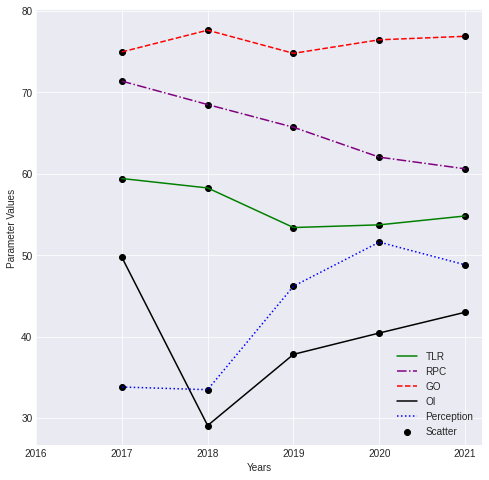 80
70
60
50
40
30
Parameter Values
2016
2017
2018
2019
2020
2021
Years
TLR
RPC
GO
OI
Perception
Scatter